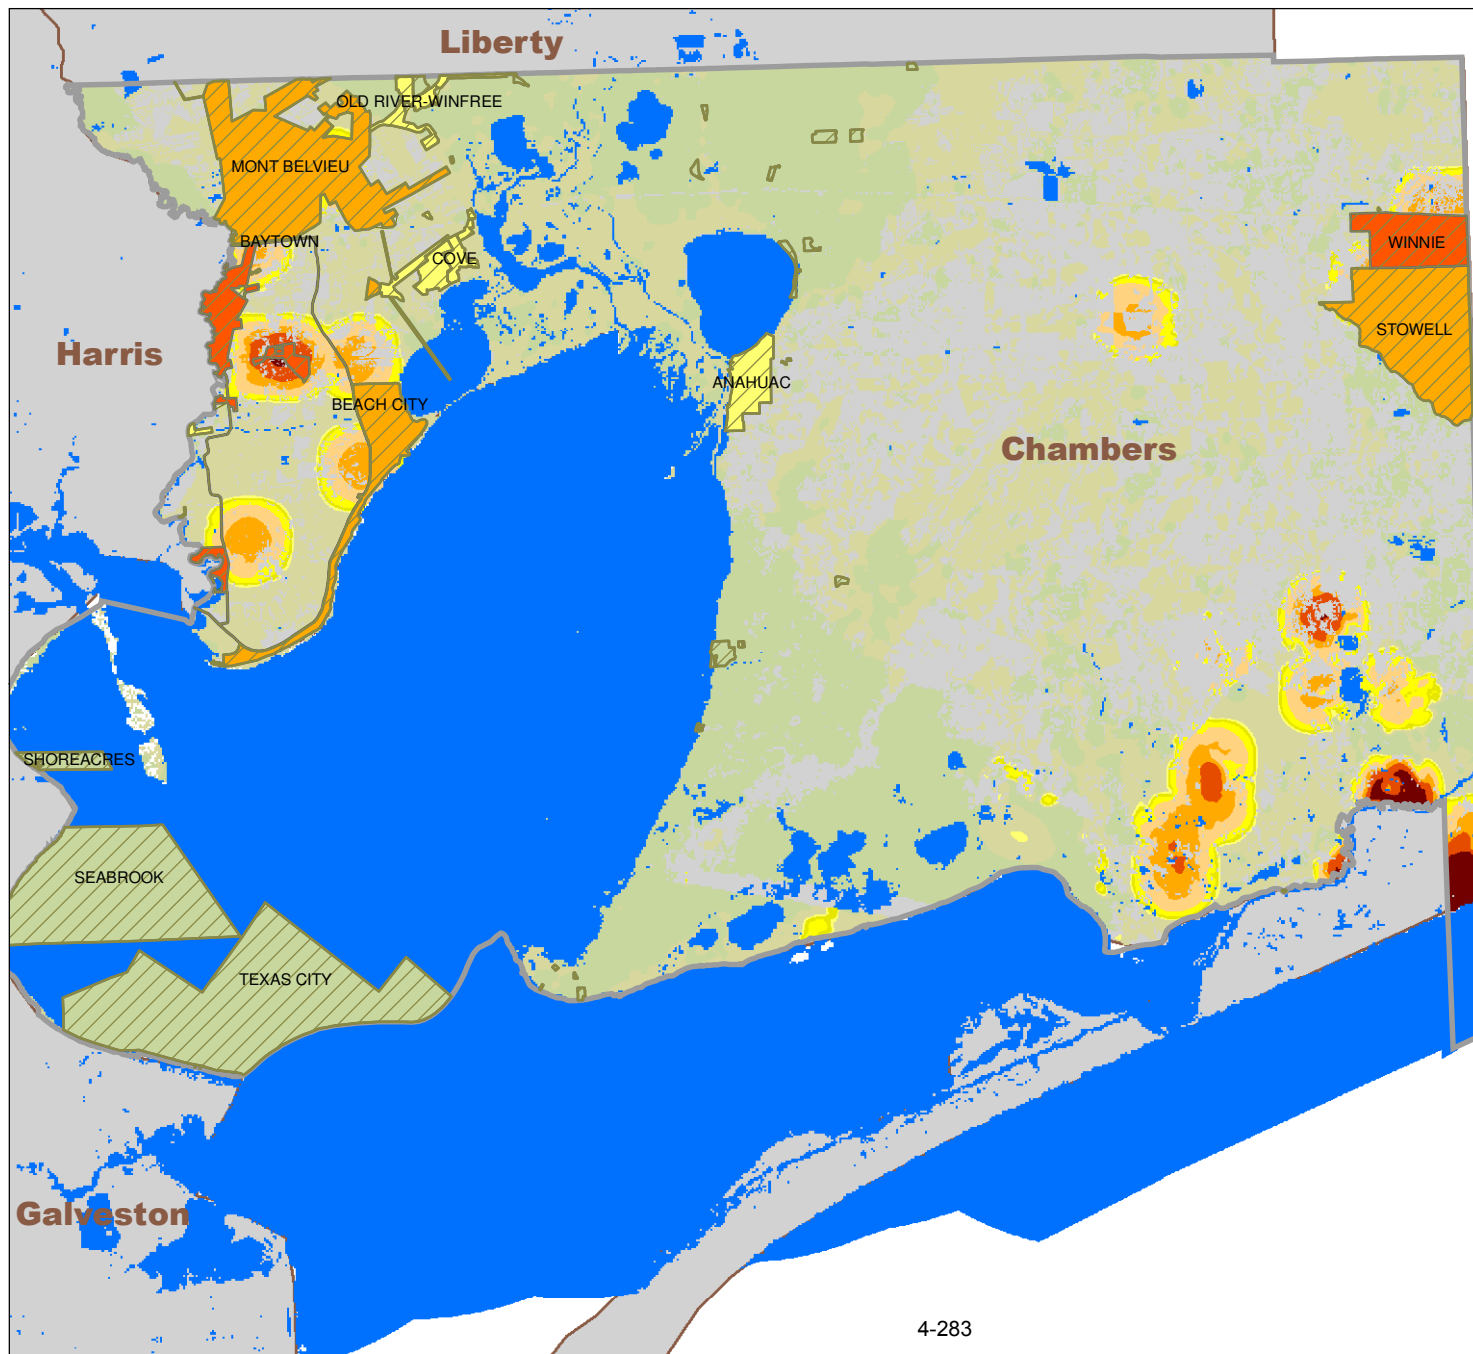 Liberty
OLD RIVER-WINFREE
MONT BELVIEU
BAYTOWN
COVE
WINNIE
STOWELL
Harris
ANAHUAC
BEACH CITY
Chambers
SHOREACRES
SEABROOK
TEXAS CITY
Galveston
4-283